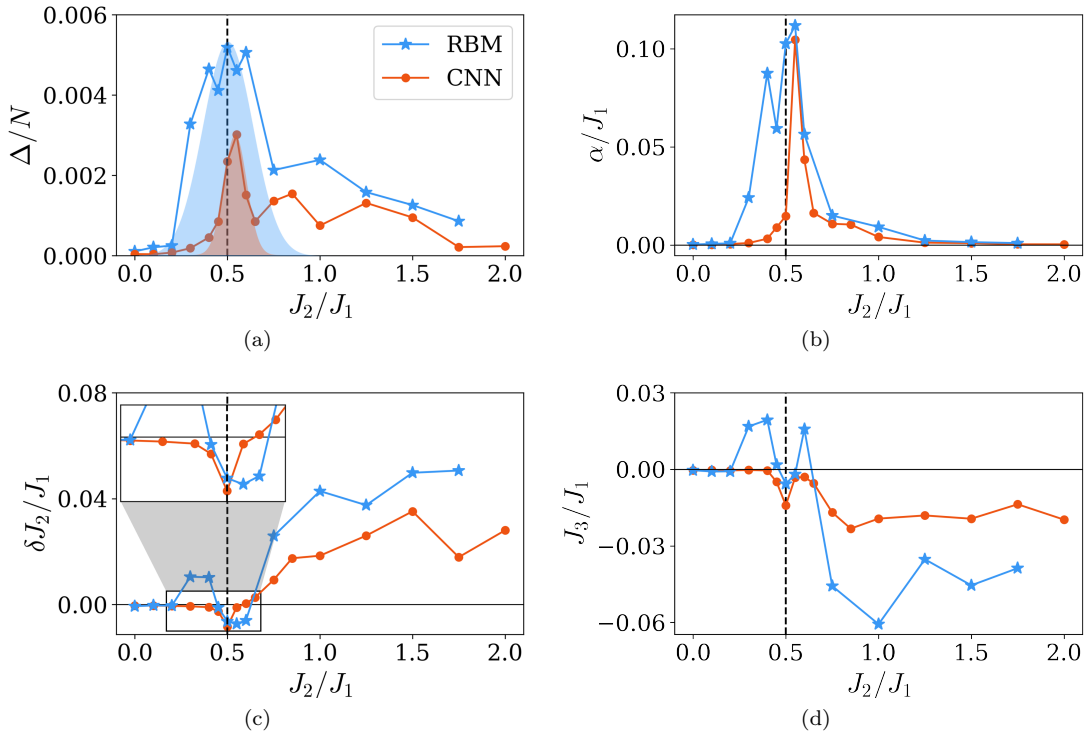 0.006
0.004
0.002
0.000
Δ/N
RBM
CNN
0.0 0.5 1.0 1.5 2.0
J₂/J₁
(a)
0.10
0.05
0.00
α/J₁
0.0 0.5 1.0 1.5 2.0
J₂/J₁
(b)
0.08
0.04
0.00
δJ₂/J₁
0.0 0.5 1.0 1.5 2.0
J₂/J₁
(c)
0.03
0.00
−0.03
−0.06
J₃/J₁
0.0 0.5 1.0 1.5 2.0
J₂/J₁
(d)